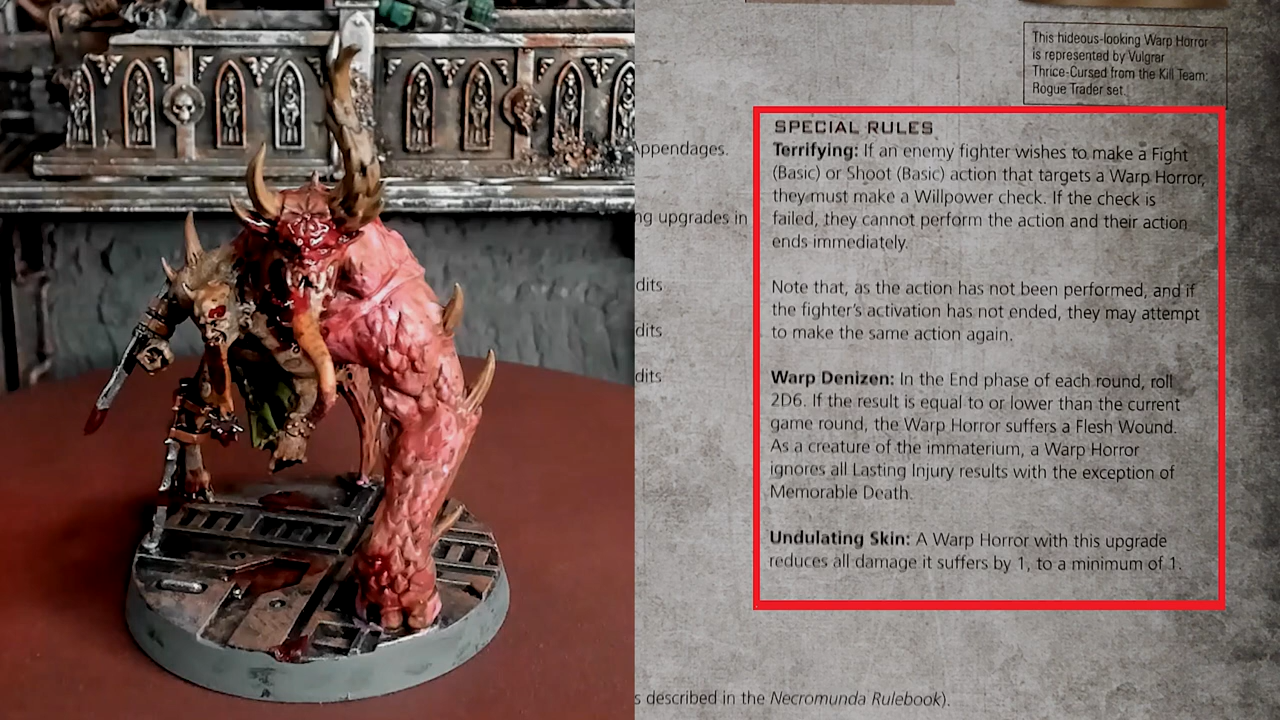 This hideous-looking Warp Horror
is represented by Vulgrar
Thrice-Cursed from the Kill Team:
Rogue Trader set.
SPECIAL RULES
Terrifying: If an enemy fighter wishes to make a Fight
(Basic) or Shoot (Basic) action that targets a Warp Horror,
they must make a Willpower check. If the check is
failed, they cannot perform the action and their action
ends immediately.
Note that, as the action has not been performed, and if
the fighter's activation has not ended, they may attempt
to make the same action again.
Warp Denizen: In the End phase of each round, roll
2D6. If the result is equal to or lower than the current
game round, the Warp Horror suffers a Flesh Wound.
As a creature of the immaterium, a Warp Horror
ignores all Lasting Injury results with the exception of
Memorable Death.
Undulating Skin: A Warp Horror with this upgrade
reduces all damage it suffers by 1, to a minimum of 1.
Appendages.
upgrades in
s described in the Necromunda Rulebook).